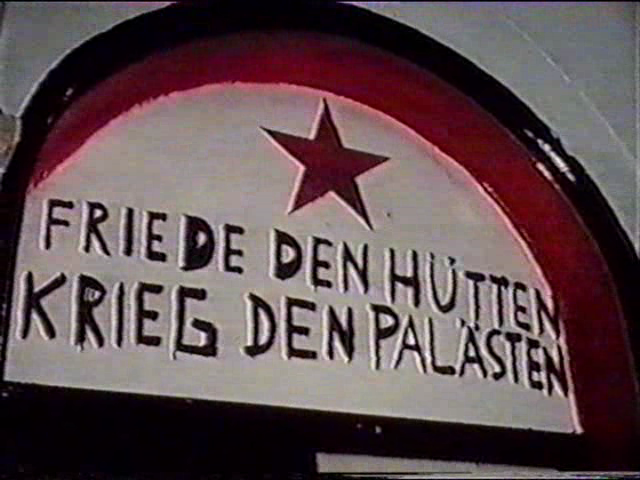 FRIEDE DEN HÜTTEN
KRIEG DEN PALÄSTEN